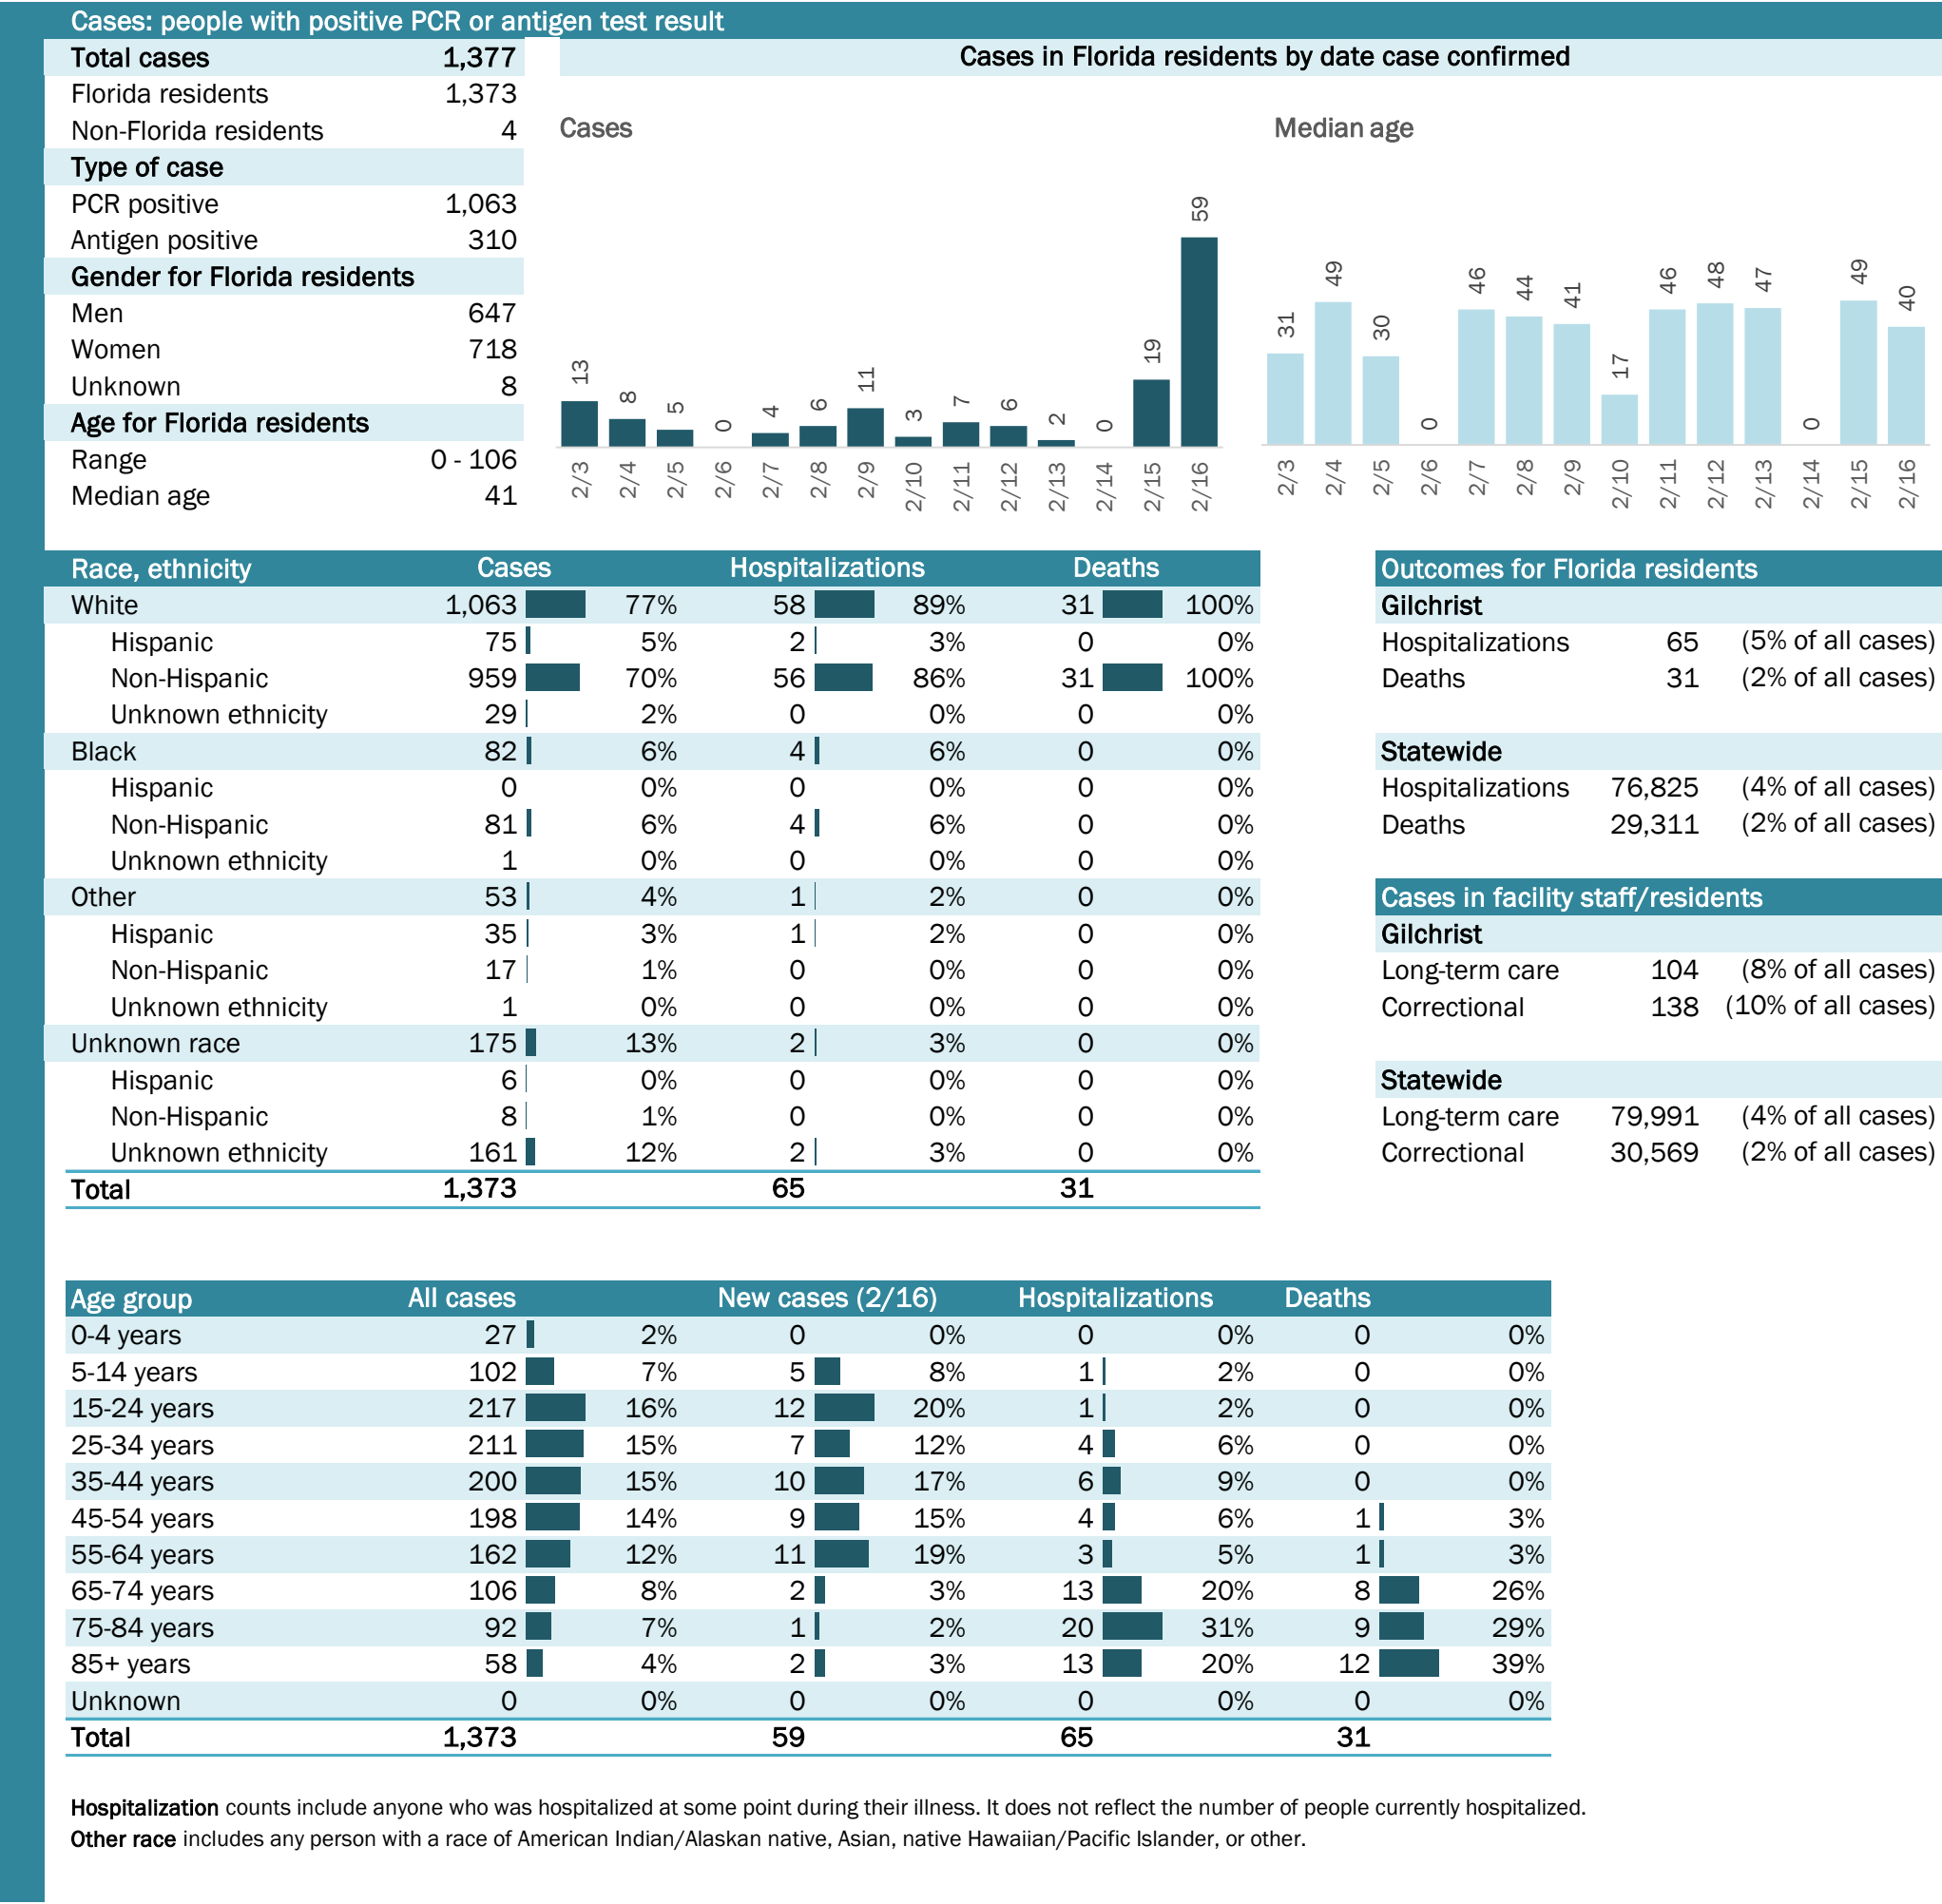 Cases: people with positive PCR or antigen test result
Total cases 1,377
Florida residents 1,373
Non-Florida residents 4
Type of case
PCR positive 1,063
Antigen positive 310
Gender for Florida residents
Men 647
Women 718
Unknown 8
Age for Florida residents
Range 0 - 106
Median age 41
Cases in Florida residents by date case confirmed
Cases
13 8 5 0 4 6 11 3 7 6 2 0 19 59
2/3 2/4 2/5 2/6 2/7 2/8 2/9 2/10 2/11 2/12 2/13 2/14 2/15 2/16
Median age
31 49 30 0 46 44 41 17 46 48 47 0 49 40
2/3 2/4 2/5 2/6 2/7 2/8 2/9 2/10 2/11 2/12 2/13 2/14 2/15 2/16
Race, ethnicity Cases Hospitalizations Deaths
White 1,063 77% 58 89% 31 100%
Hispanic 75 5% 2 3% 0 0%
Non-Hispanic 959 70% 56 86% 31 100%
Unknown ethnicity 29 2% 0 0% 0 0%
Black 82 6% 4 6% 0 0%
Hispanic 0 0% 0 0% 0 0%
Non-Hispanic 81 6% 4 6% 0 0%
Unknown ethnicity 1 0% 0 0% 0 0%
Other 53 4% 1 2% 0 0%
Hispanic 35 3% 1 2% 0 0%
Non-Hispanic 17 1% 0 0% 0 0%
Unknown ethnicity 1 0% 0 0% 0 0%
Unknown race 175 13% 2 3% 0 0%
Hispanic 6 0% 0 0% 0 0%
Non-Hispanic 8 1% 0 0% 0 0%
Unknown ethnicity 161 12% 2 3% 0 0%
Total 1,373 65 31
Outcomes for Florida residents
Gilchrist
Hospitalizations 65 (5% of all cases)
Deaths 31 (2% of all cases)
Statewide
Hospitalizations 76,825 (4% of all cases)
Deaths 29,311 (2% of all cases)
Cases in facility staff/residents
Gilchrist
Long-term care 104 (8% of all cases)
Correctional 138 (10% of all cases)
Statewide
Long-term care 79,991 (4% of all cases)
Correctional 30,569 (2% of all cases)
Age group All cases New cases (2/16) Hospitalizations Deaths
0-4 years 27 2% 0 0% 0 0% 0 0%
5-14 years 102 7% 5 8% 1 2% 0 0%
15-24 years 217 16% 12 20% 1 2% 0 0%
25-34 years 211 15% 7 12% 4 6% 0 0%
35-44 years 200 15% 10 17% 6 9% 0 0%
45-54 years 198 14% 9 15% 4 6% 1 3%
55-64 years 162 12% 11 19% 3 5% 1 3%
65-74 years 106 8% 2 3% 13 20% 8 26%
75-84 years 92 7% 1 2% 20 31% 9 29%
85+ years 58 4% 2 3% 13 20% 12 39%
Unknown 0 0% 0 0% 0 0% 0 0%
Total 1,373 59 65 31
Hospitalization counts include anyone who was hospitalized at some point during their illness. It does not reflect the number of people currently hospitalized.
Other race includes any person with a race of American Indian/Alaskan native, Asian, native Hawaiian/Pacific Islander, or other.